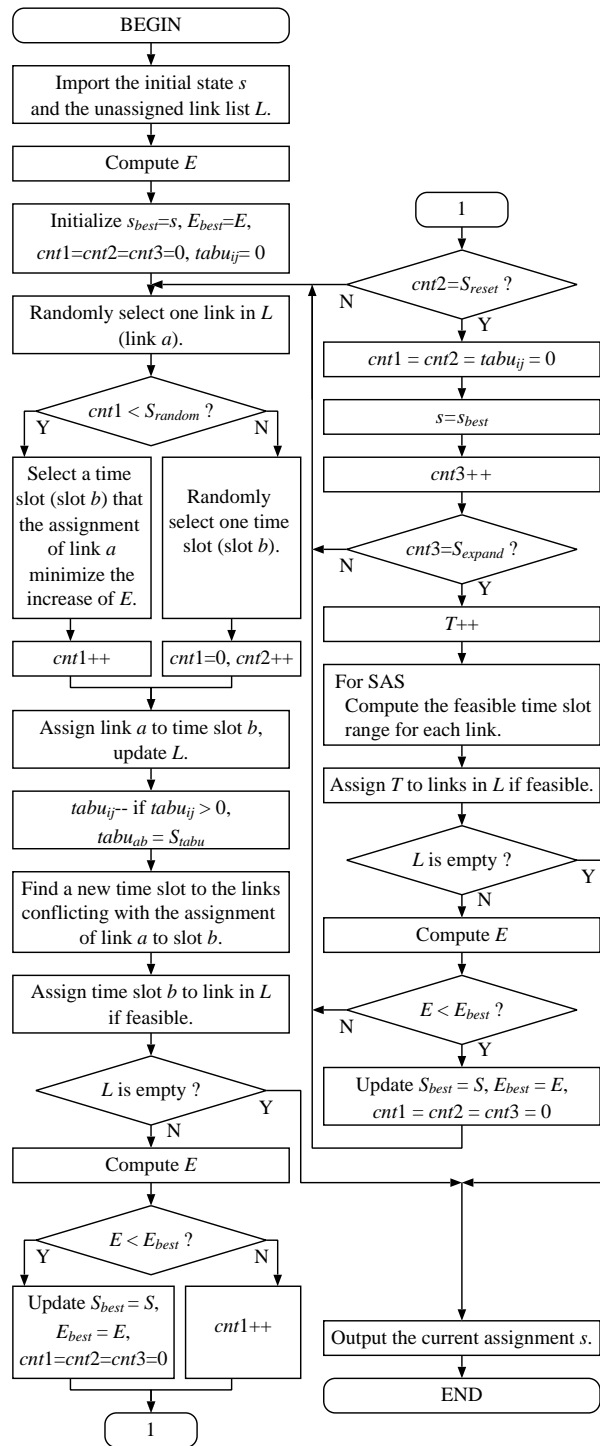 BEGIN
Import the initial state s
and the unassigned link list L.
Compute E
Initialize s_best=s, E_best=E,
cnt1=cnt2=cnt3=0, tabu_ij= 0
Randomly select one link in L
(link a).
cnt1 < S_random ?
Y
N
Select a time
slot (slot b) that
the assignment
of link a
minimize the
increase of E.
Randomly
select one time
slot (slot b).
cnt1++
cnt1=0, cnt2++
Assign link a to time slot b,
update L.
tabu_ij-- if tabu_ij > 0,
tabu_ab = S_tabu
Find a new time slot to the links
conflicting with the assignment
of link a to slot b.
Assign time slot b to link in L
if feasible.
L is empty ?
Y
N
Compute E
E < E_best ?
Y
N
Update S_best = S,
E_best = E,
cnt1=cnt2=cnt3=0
cnt1++
1
1
cnt2=S_reset ?
N
Y
cnt1 = cnt2 = tabu_ij = 0
s=s_best
cnt3++
cnt3=S_expand ?
N
Y
T++
For SAS
Compute the feasible time slot
range for each link.
Assign T to links in L if feasible.
L is empty ?
Y
N
Compute E
E < E_best ?
N
Y
Update S_best = S, E_best = E,
cnt1 = cnt2 = cnt3 = 0
Output the current assignment s.
END